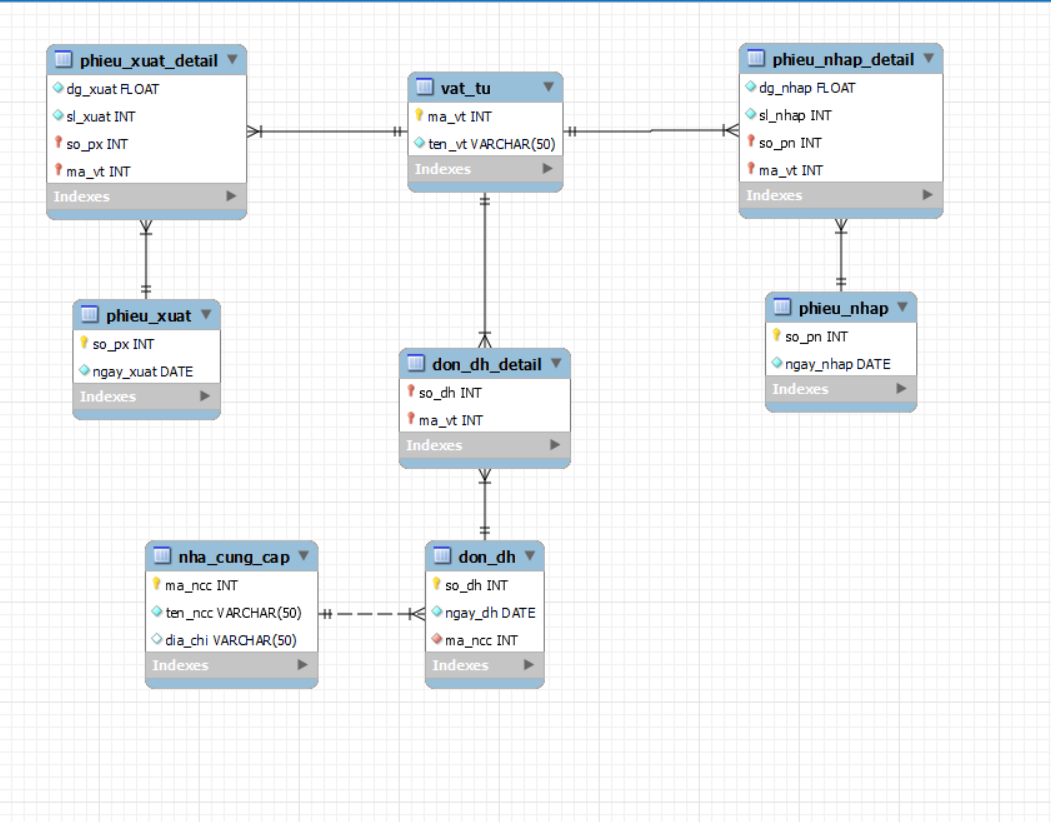 phieu_xuat_detail
dg_xuat FLOAT
sl_xuat INT
so_px INT
ma_vt INT
Indexes
vat_tu
ma_vt INT
ten_vt VARCHAR(50)
Indexes
phieu_nhap_detail
dg_nhap FLOAT
sl_nhap INT
so_pn INT
ma_vt INT
Indexes
phieu_xuat
so_px INT
ngay_xuat DATE
Indexes
don_dh_detail
so_dh INT
ma_vt INT
Indexes
phieu_nhap
so_pn INT
ngay_nhap DATE
Indexes
nha_cung_cap
ma_ncc INT
ten_ncc VARCHAR(50)
dia_chi VARCHAR(50)
Indexes
don_dh
so_dh INT
ngay_dh DATE
ma_ncc INT
Indexes